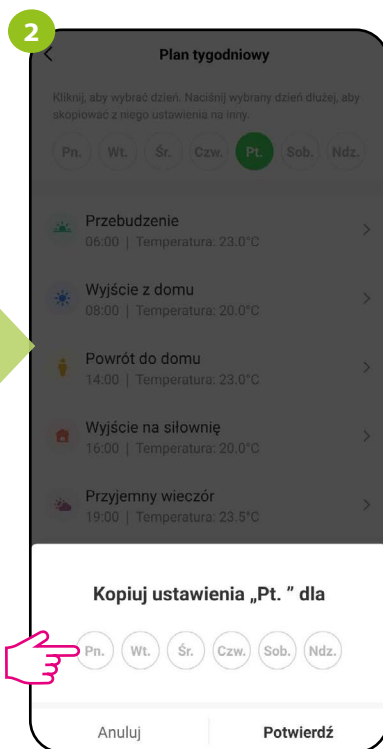 2
Plan tygodniowy
Kliknij, aby wybrać dzień. Naciśnij wybrany dzień dłużej, aby
skopiować z niego ustawienia na inny.
Pn. Wt. Śr. Czw. Pt. Sob. Ndz.
Przebudzenie
06:00 | Temperatura: 23.0°C
Wyjście z domu
08:00 | Temperatura: 20.0°C
Powrót do domu
14:00 | Temperatura: 23.0°C
Wyjście na siłownię
16:00 | Temperatura: 20.0°C
Przyjemny wieczór
19:00 | Temperatura: 23.5°C
Kopiuj ustawienia „Pt. ” dla
Pn. Wt. Śr. Czw. Sob. Ndz.
Anuluj Potwierdź